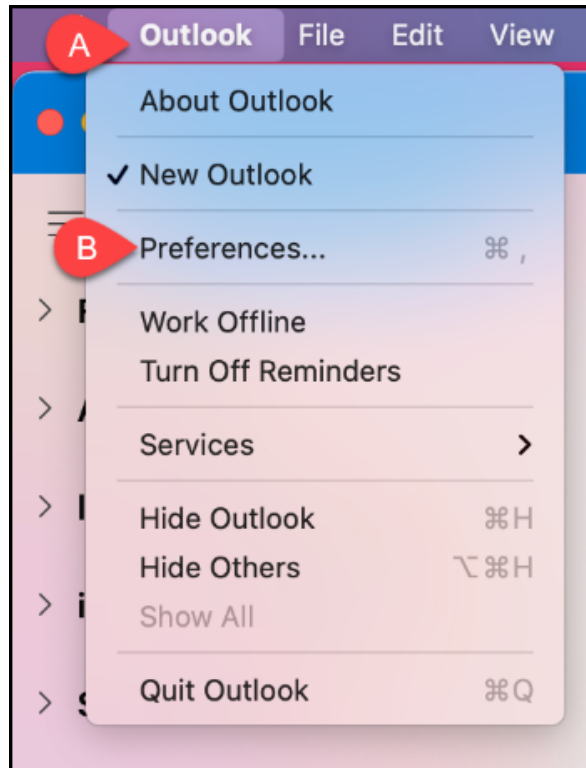 A Outlook File Edit View
About Outlook
✓ New Outlook
B Preferences... ⌘ ,
Work Offline
Turn Off Reminders
Services >
Hide Outlook ⌘H
Hide Others ⌥⌘H
Show All
Quit Outlook ⌘Q